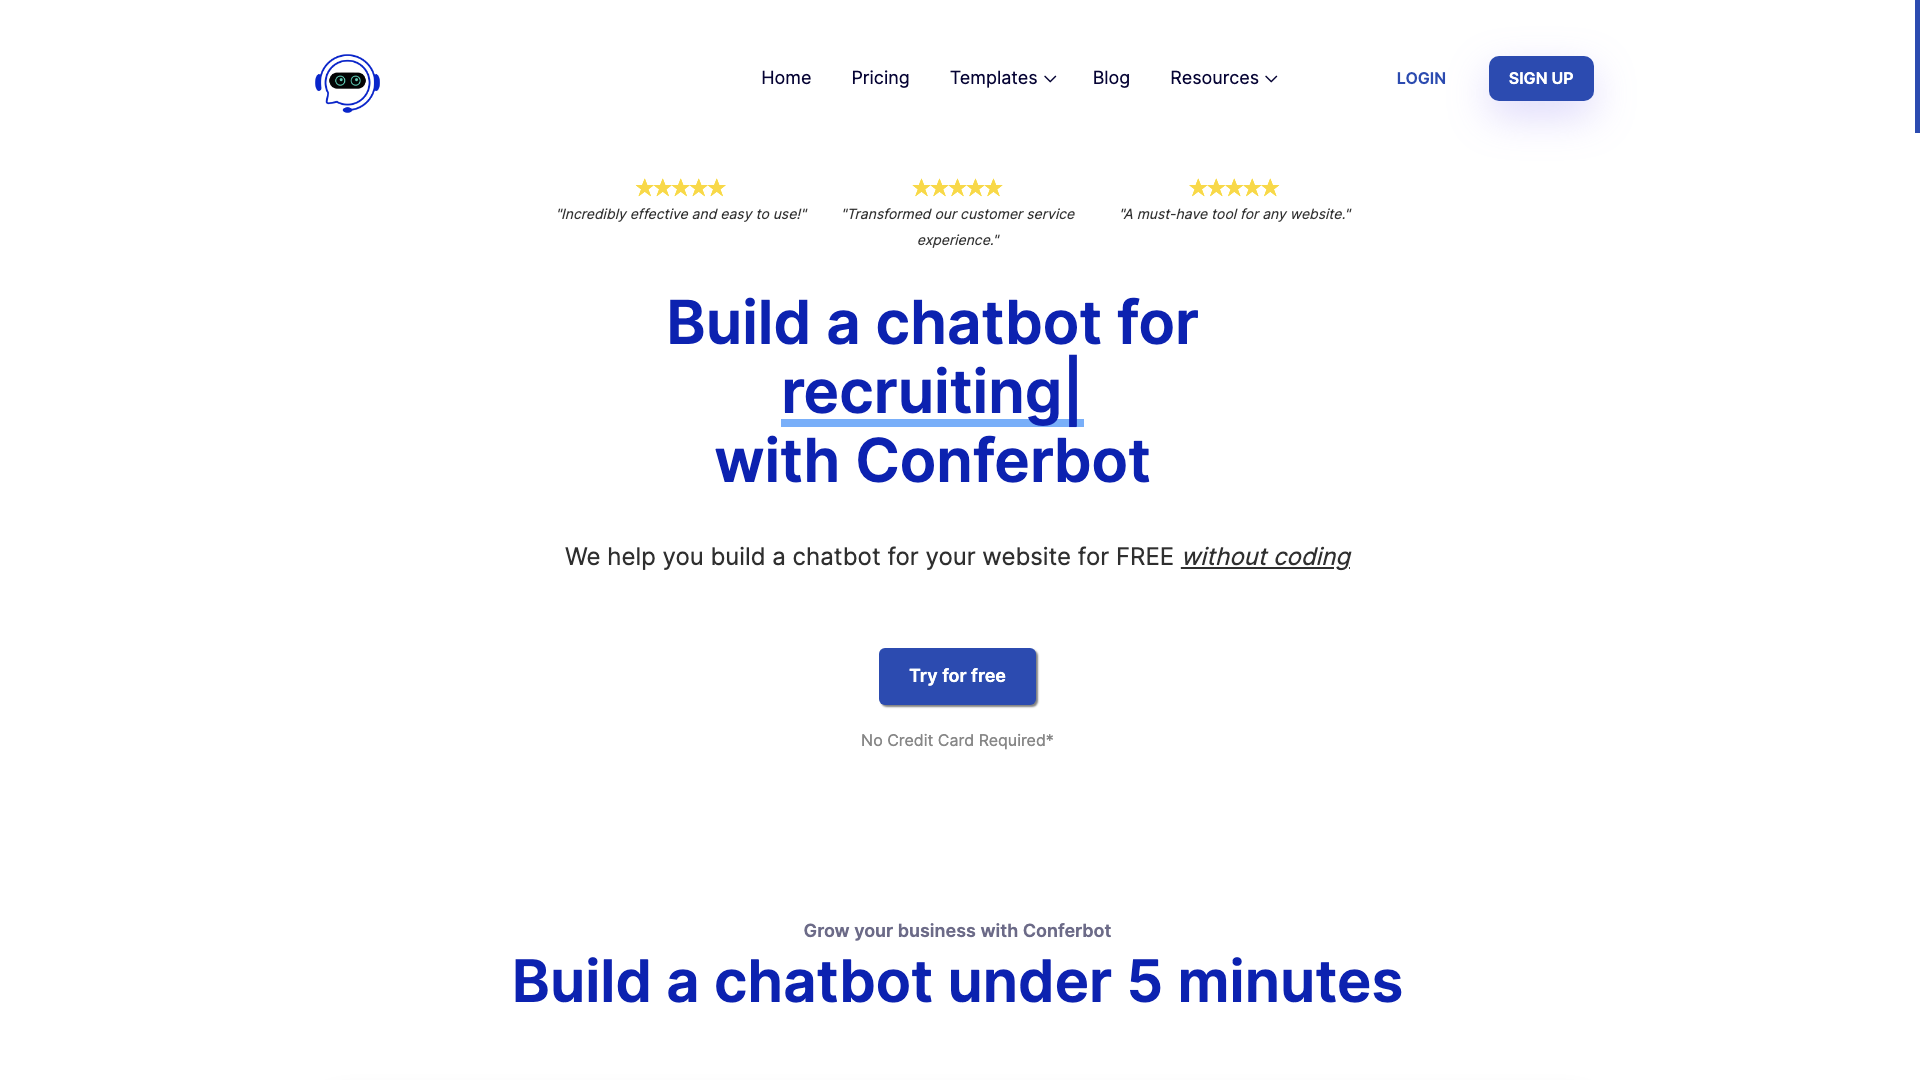 Home Pricing Templates Blog Resources LOGIN SIGN UP
"Incredibly effective and easy to use!"
"Transformed our customer service
experience."
"A must-have tool for any website."
Build a chatbot for
recruiting|
with Conferbot
We help you build a chatbot for your website for FREE without coding
Try for free
No Credit Card Required*
Grow your business with Conferbot
Build a chatbot under 5 minutes